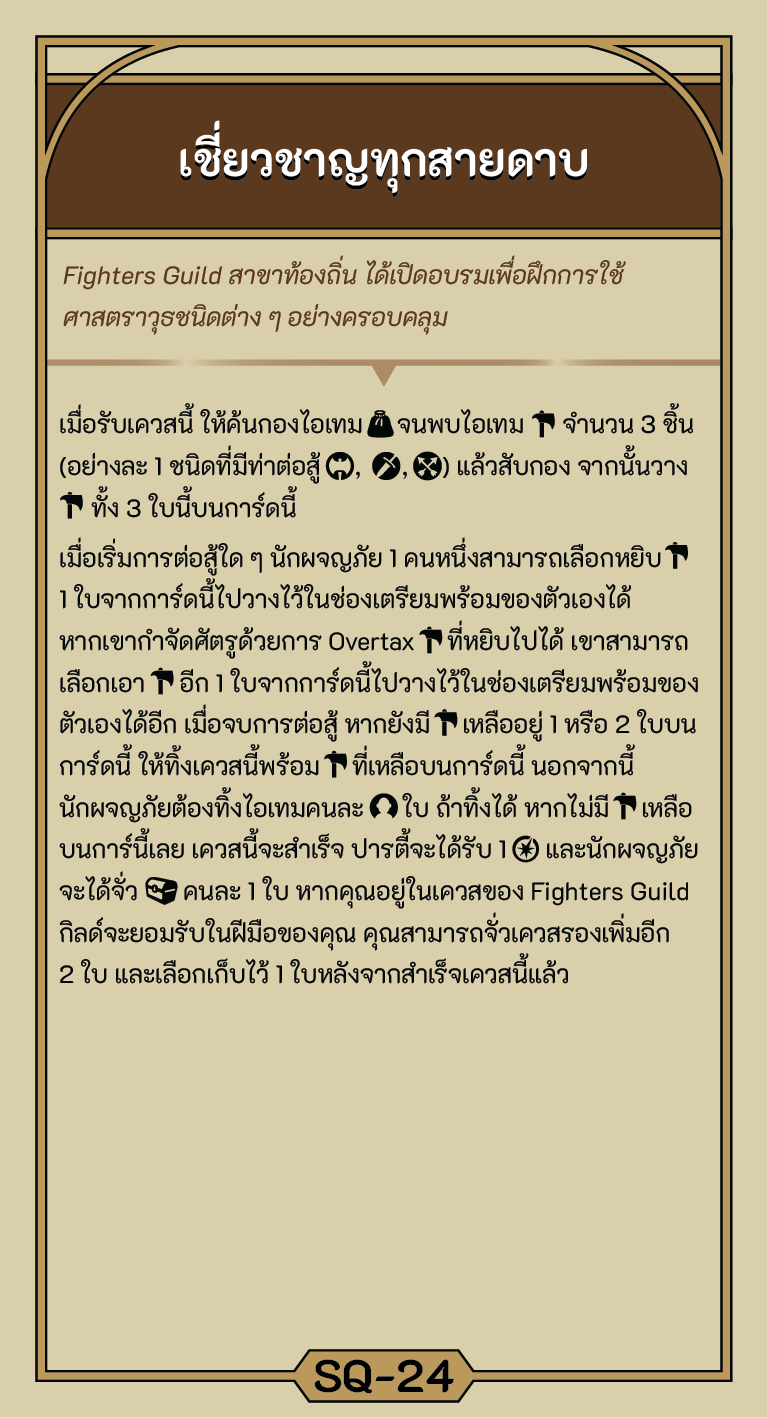 เชี่ยวชาญทุกสายดาบ
Fighters Guild สาขาท้องถิ่น ได้เปิดอบรมเพื่อฝึกการใช้
ศาสตราวุธชนิดต่าง ๆ อย่างครอบคลุม
เมื่อรับเควสนี้ ให้ค้นกองไอเทม จนพบไอเทม จำนวน 3 ชิ้น
(อย่างละ 1 ชนิดที่มีท่าต่อสู้ , , ) แล้วสับกอง จากนั้นวาง
ทั้ง 3 ใบนี้บนการ์ดนี้
เมื่อเริ่มการต่อสู้ใด ๆ นักผจญภัย 1 คนหนึ่งสามารถเลือกหยิบ
1 ใบจากการ์ดนี้ไปวางไว้ในช่องเตรียมพร้อมของตัวเองได้
หากเขากำจัดศัตรูด้วยการ Overtax ที่หยิบไปได้ เขาสามารถ
เลือกเอา อีก 1 ใบจากการ์ดนี้ไปวางไว้ในช่องเตรียมพร้อมของ
ตัวเองได้อีก เมื่อจบการต่อสู้ หากยังมี เหลืออยู่ 1 หรือ 2 ใบบน
การ์ดนี้ ให้ทิ้งเควสนี้พร้อม ที่เหลือบนการ์ดนี้ นอกจากนี้
นักผจญภัยต้องทิ้งไอเทมคนละ ใบ ถ้าทิ้งได้ หากไม่มี เหลือ
บนการ์นี้เลย เควสนี้จะสำเร็จ ปารตี้จะได้รับ 1 และนักผจญภัย
จะได้จั่ว คนละ 1 ใบ หากคุณอยู่ในเควสของ Fighters Guild
กิลด์จะยอมรับในฝีมือของคุณ คุณสามารถจั่วเควสรองเพิ่มอีก
2 ใบ และเลือกเก็บไว้ 1 ใบหลังจากสำเร็จเควสนี้แล้ว
SQ-24